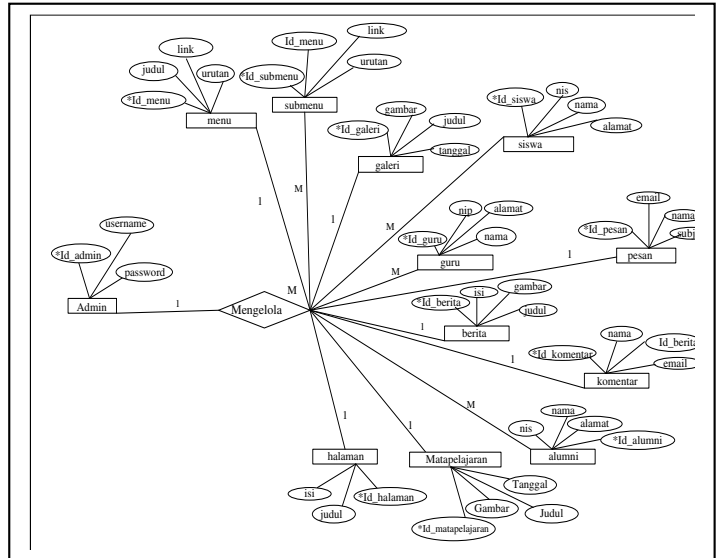 link
judul
urutan
*Id_menu
menu
Id_menu
link
*Id_submenu
urutan
submenu
gambar
*Id_galeri
judul
tanggal
galeri
nis
*Id_siswa
nama
alamat
siswa
1
M
1
M
username
*Id_admin
password
Admin
1
Mengelola
M
nip
alamat
*Id_guru
nama
guru
M
email
*Id_pesan
nama
subj
pesan
1
isi
gambar
*Id_berita
judul
berita
1
nama
*Id_komentar
Id_berita
email
komentar
1
nama
nis
alamat
*Id_alumni
alumni
M
halaman
1
isi
*Id_halaman
judul
Matapelajaran
1
Tanggal
Gambar
Judul
*Id_matapelajaran